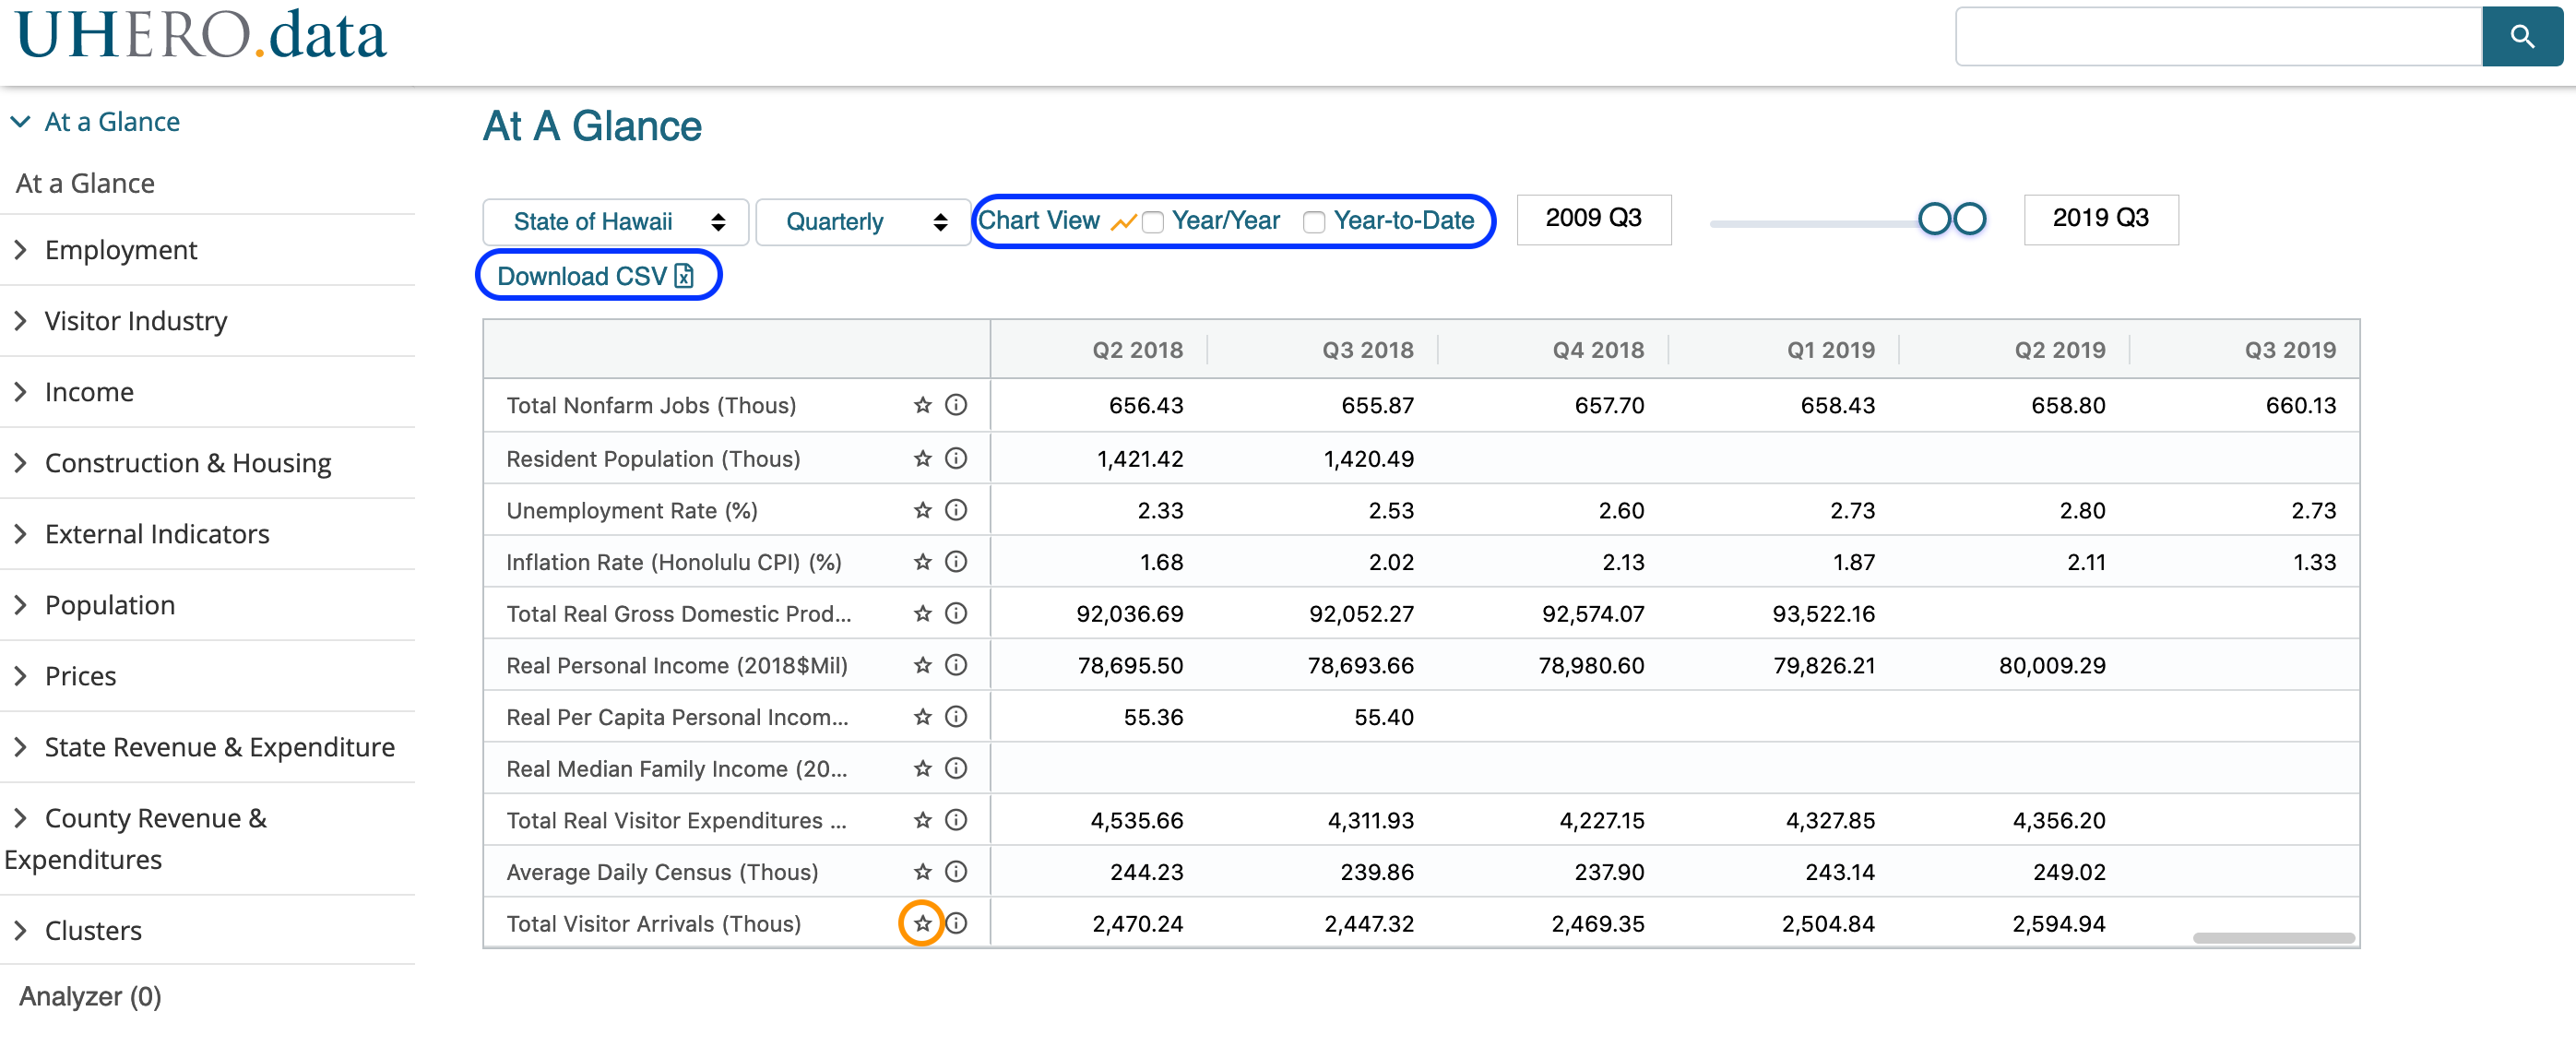 UHERO.data
At a Glance
At a Glance
Employment
Visitor Industry
Income
Construction & Housing
External Indicators
Population
Prices
State Revenue & Expenditure
County Revenue &
Expenditures
Clusters
Analyzer (0)
At A Glance
State of Hawaii Quarterly Chart View Year/Year Year-to-Date 2009 Q3 2019 Q3
Download CSV
Q2 2018 Q3 2018 Q4 2018 Q1 2019 Q2 2019 Q3 2019
Total Nonfarm Jobs (Thous) 656.43 655.87 657.70 658.43 658.80 660.13
Resident Population (Thous) 1,421.42 1,420.49
Unemployment Rate (%) 2.33 2.53 2.60 2.73 2.80 2.73
Inflation Rate (Honolulu CPI) (%) 1.68 2.02 2.13 1.87 2.11 1.33
Total Real Gross Domestic Prod... 92,036.69 92,052.27 92,574.07 93,522.16
Real Personal Income (2018$Mil) 78,695.50 78,693.66 78,980.60 79,826.21 80,009.29
Real Per Capita Personal Incom... 55.36 55.40
Real Median Family Income (20...
Total Real Visitor Expenditures ... 4,535.66 4,311.93 4,227.15 4,327.85 4,356.20
Average Daily Census (Thous) 244.23 239.86 237.90 243.14 249.02
Total Visitor Arrivals (Thous) 2,470.24 2,447.32 2,469.35 2,504.84 2,594.94